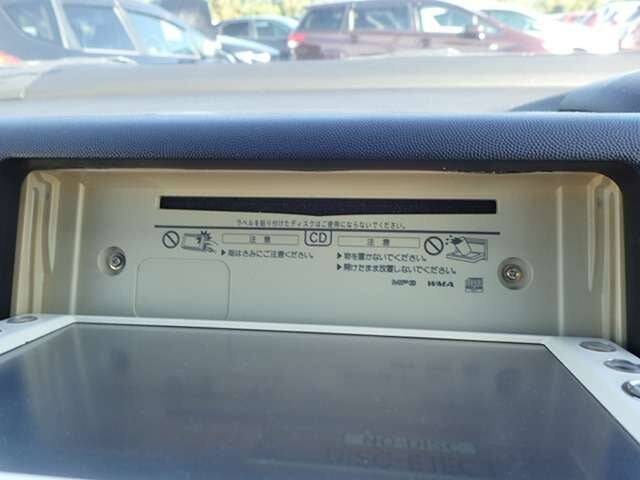 ラベルを貼り付けたディスクはご使用にならないでください。
注意 CD 注意
▶指はさみにご注意ください。
▶物を置かないでください。
▶開けたまま放置しないでください。
MP3 WMA
NO DISC